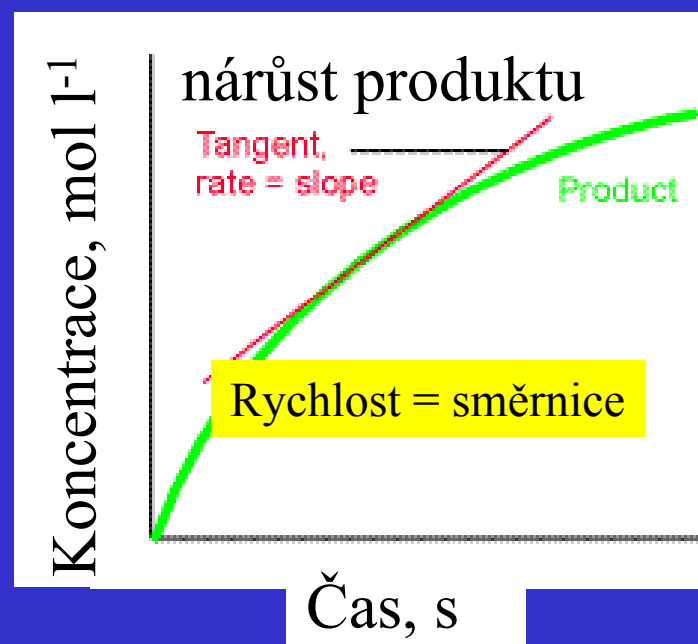 nárůst produktu
Tangent,
rate = slope
Product
Rychlost = směrnice
Koncentrace, mol l⁻¹
Čas, s